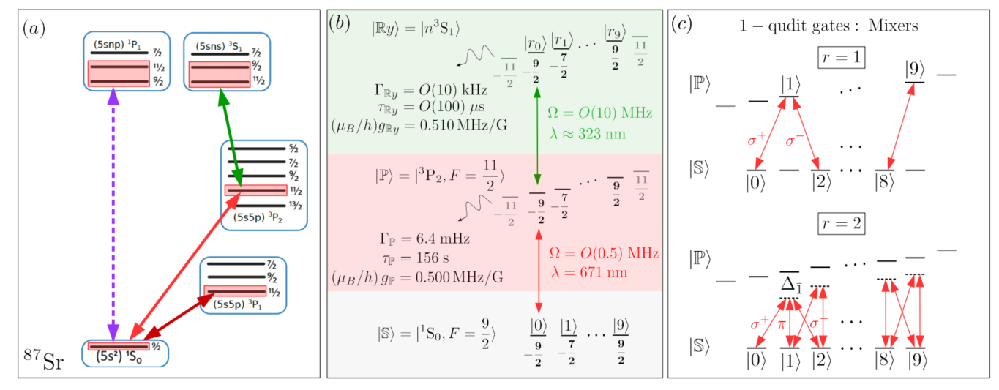 (a)
(5snp) ¹P₁
⁷⁄₂
¹¹⁄₂
⁹⁄₂
(5sns) ³S₁
⁷⁄₂
⁹⁄₂
¹¹⁄₂
⁵⁄₂
⁷⁄₂
⁹⁄₂
¹¹⁄₂
¹³⁄₂
(5s5p) ³P₂
⁷⁄₂
⁹⁄₂
¹¹⁄₂
(5s5p) ³P₁
⁹⁄₂
(5s²) ¹S₀
⁸⁷Sr
(b)
|ℝy⟩ = |n³S₁⟩
|r₀⟩ |r₁⟩ ··· |r₉⟩
−11/2 −9/2 −7/2 9/2 11/2
Γ_ℝy = O(10) kHz
τ_ℝy = O(100) μs
(μ_B/h)g_ℝy = 0.510 MHz/G
Ω = O(10) MHz
λ ≈ 323 nm
|ℙ⟩ = |³P₂, F = 11/2⟩
···
−11/2 −9/2 −7/2 9/2 11/2
Γ_ℙ = 6.4 mHz
τ_ℙ = 156 s
(μ_B/h) g_ℙ = 0.500 MHz/G
Ω = O(0.5) MHz
λ = 671 nm
|𝕊⟩ = |¹S₀, F = 9/2⟩
|0⟩ |1⟩ ··· |9⟩
−9/2 −7/2 9/2
(c)
1 − qudit gates : Mixers
r = 1
|ℙ⟩ |1⟩ ··· |9⟩
σ⁺ σ⁻ ···
|𝕊⟩
|0⟩ |2⟩ ··· |8⟩
r = 2
|ℙ⟩ ···
Δ_1̄
σ⁺ π σ⁻ ···
|𝕊⟩
|0⟩ |1⟩ |2⟩ ··· |8⟩ |9⟩